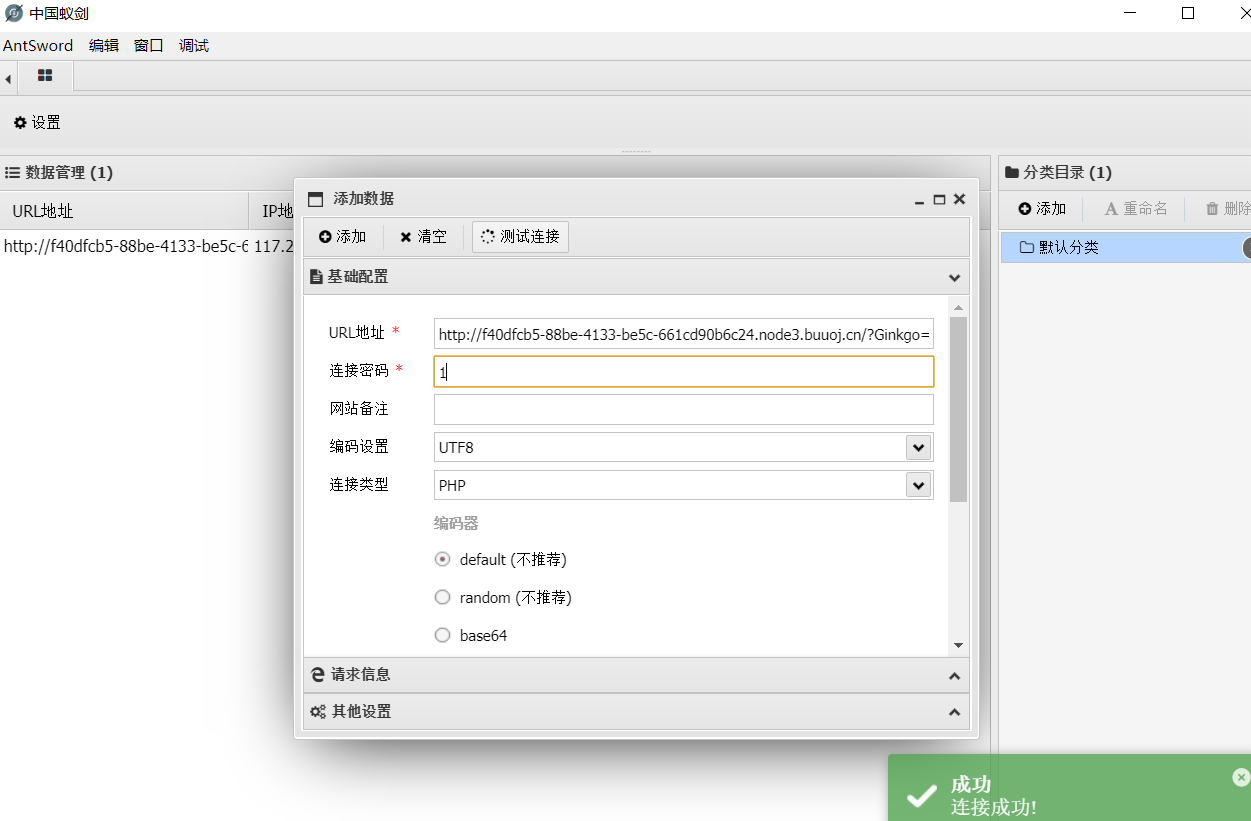 中国蚁剑
AntSword 编辑 窗口 调试
设置
数据管理 (1)
URL地址 IP地
http://f40dfcb5-88be-4133-be5c-6 117.2
添加数据
添加 清空 测试连接
基础配置
URL地址 *
http://f40dfcb5-88be-4133-be5c-661cd90b6c24.node3.buuoj.cn/?Ginkgo=
连接密码 *
1
网站备注
编码设置
UTF8
连接类型
PHP
编码器
default (不推荐)
random (不推荐)
base64
请求信息
其他设置
分类目录 (1)
添加 重命名 删除
默认分类
成功
连接成功!